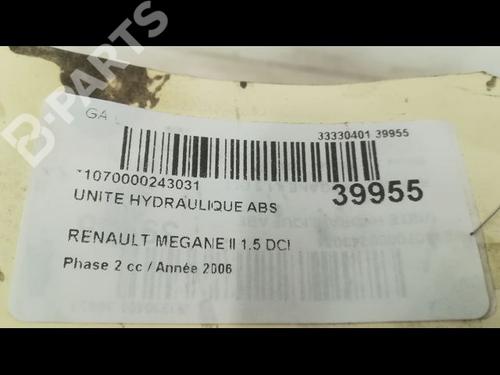 B-PARTS
GA
33330401 39955
*1070000243031
39955
UNITE HYDRAULIQUE ABS
RENAULT MEGANE II 1.5 DCI
Phase 2 cc / Année 2006